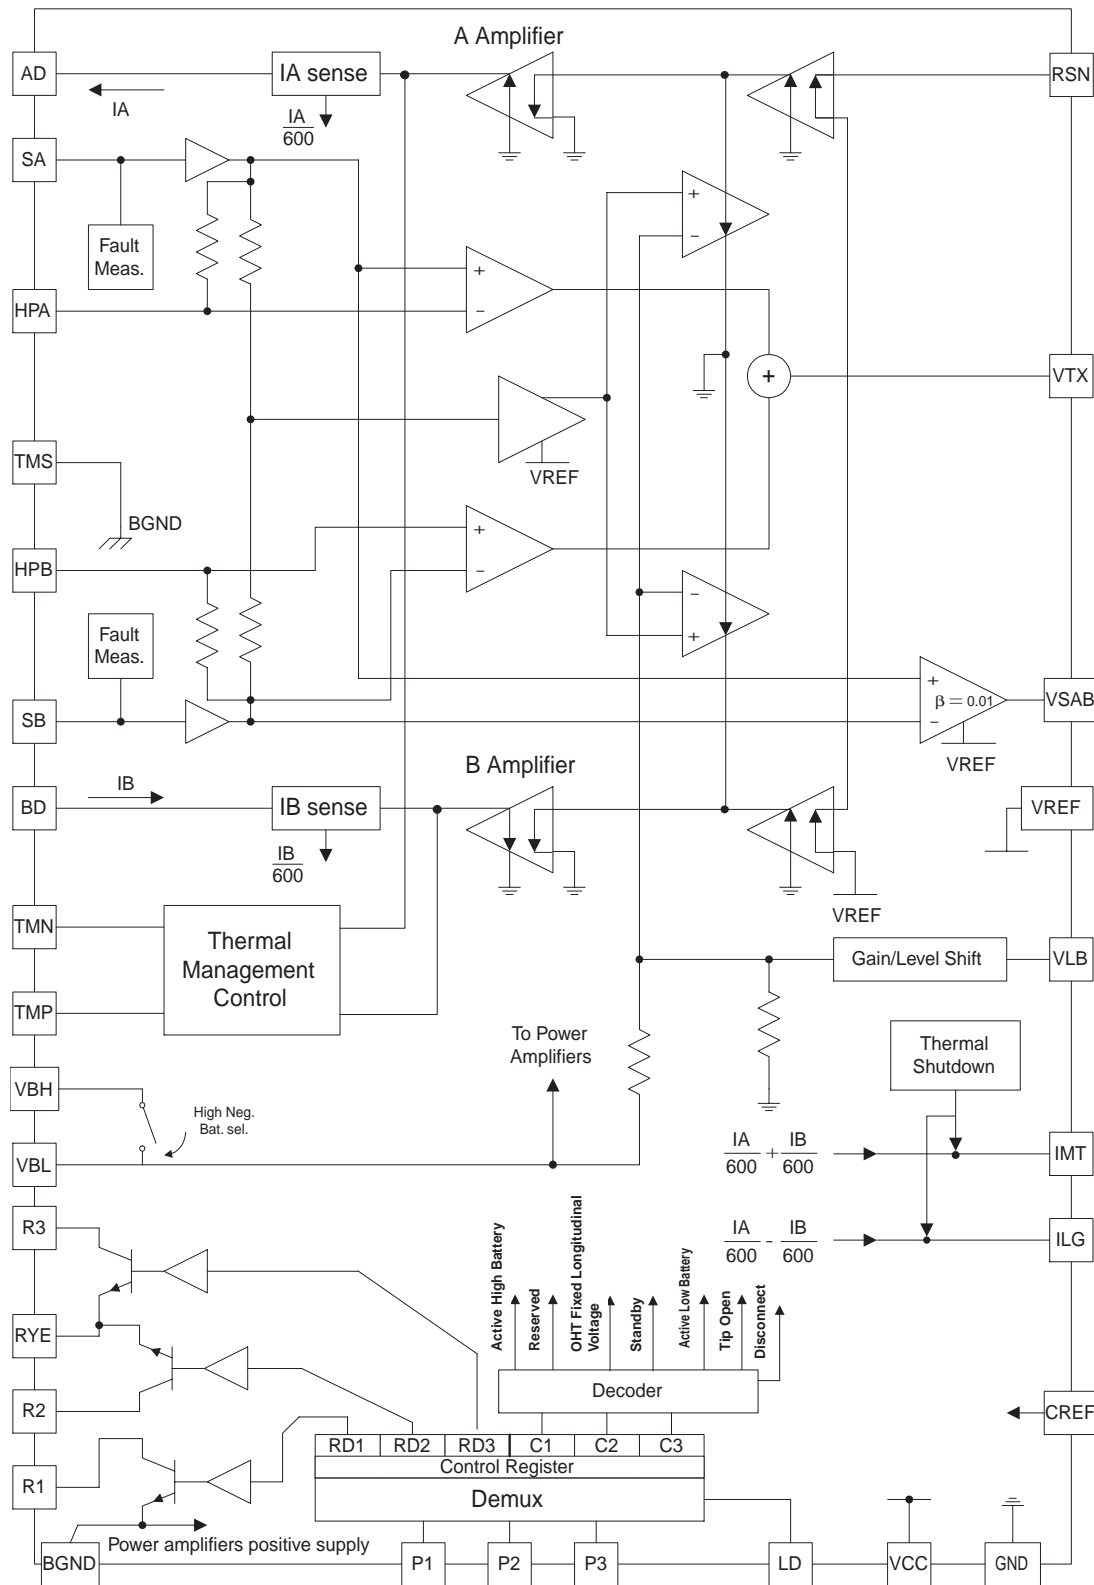 A Amplifier
AD
IA sense
RSN
IA
IA
600
SA
+
−
Fault
Meas.
+
−
HPA
+
VTX
TMS
VREF
BGND
+
−
HPB
−
+
Fault
Meas.
+
β = 0.01
−
VSAB
SB
VREF
B Amplifier
IB
BD
IB sense
VREF
IB
600
VREF
TMN
Thermal
Management
Control
Gain/Level Shift
VLB
TMP
To Power
Amplifiers
Thermal
Shutdown
VBH
High Neg.
Bat. sel.
IA
600
+
IB
600
IMT
VBL
R3
IA
600
-
IB
600
ILG
Active High Battery
Reserved
OHT Fixed Longitudinal
Voltage
Standby
Active Low Battery
Tip Open
Disconnect
RYE
Decoder
R2
CREF
RD1 RD2 RD3 C1 C2 C3
Control Register
R1
Demux
Power amplifiers positive supply
BGND
P1
P2
P3
LD
VCC
GND